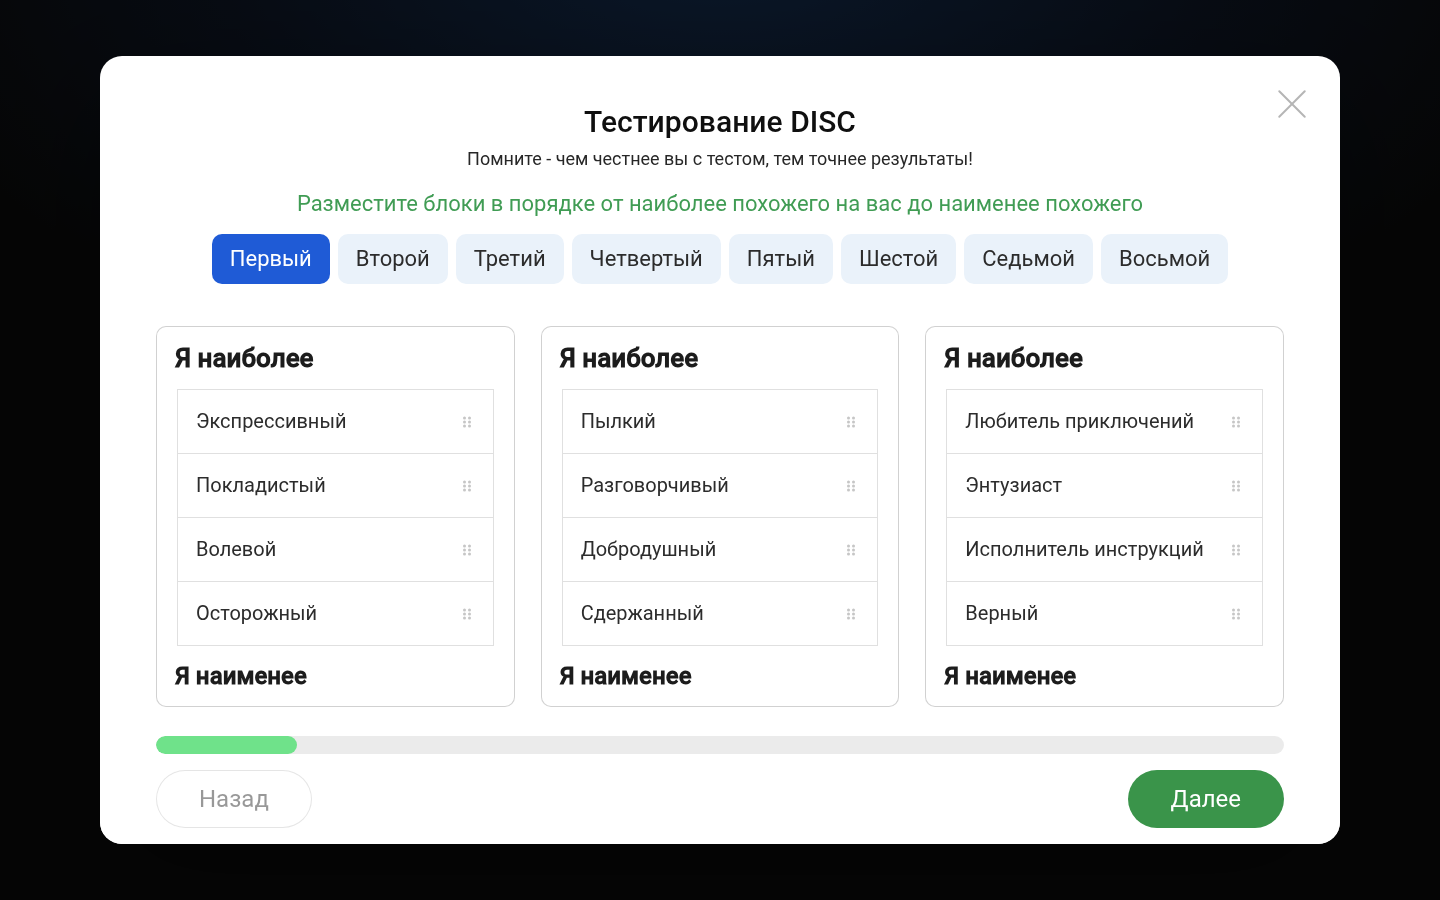 Тестирование DISC
Помните - чем честнее вы с тестом, тем точнее результаты!
Разместите блоки в порядке от наиболее похожего на вас до наименее похожего
Первый
Второй
Третий
Четвертый
Пятый
Шестой
Седьмой
Восьмой
Я наиболее
Экспрессивный
Покладистый
Волевой
Осторожный
Я наименее
Я наиболее
Пылкий
Разговорчивый
Добродушный
Сдержанный
Я наименее
Я наиболее
Любитель приключений
Энтузиаст
Исполнитель инструкций
Верный
Я наименее
Назад
Далее